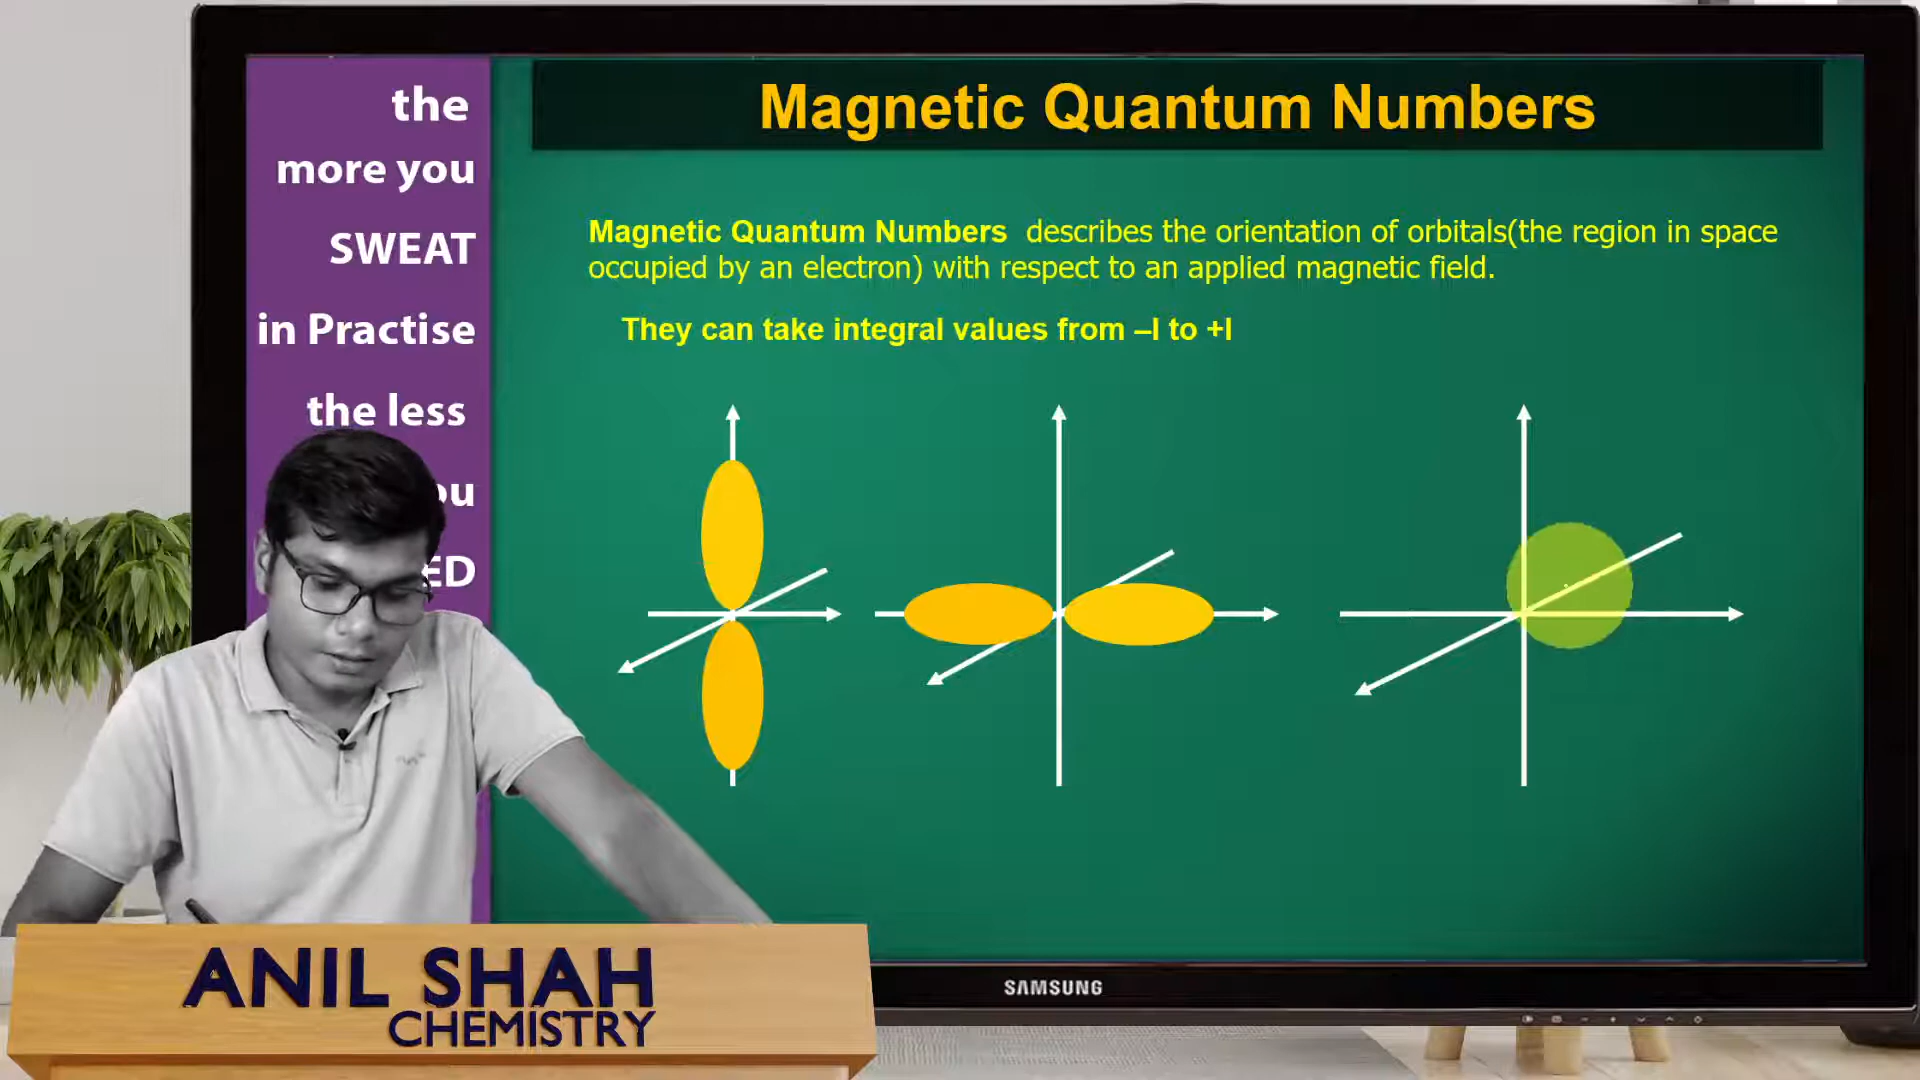 the
more you
SWEAT
in Practise
the less
ou
ED
Magnetic Quantum Numbers
Magnetic Quantum Numbers describes the orientation of orbitals(the region in space
occupied by an electron) with respect to an applied magnetic field.
They can take integral values from –l to +l
ANIL SHAH
CHEMISTRY
SAMSUNG